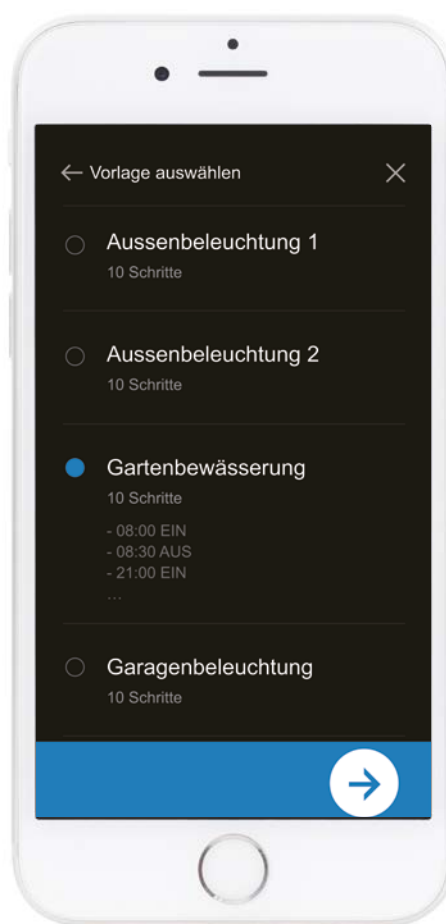 Vorlage auswählen
Aussenbeleuchtung 1
10 Schritte
Aussenbeleuchtung 2
10 Schritte
Gartenbewässerung
10 Schritte
- 08:00 EIN
- 08:30 AUS
- 21:00 EIN
...
Garagenbeleuchtung
10 Schritte